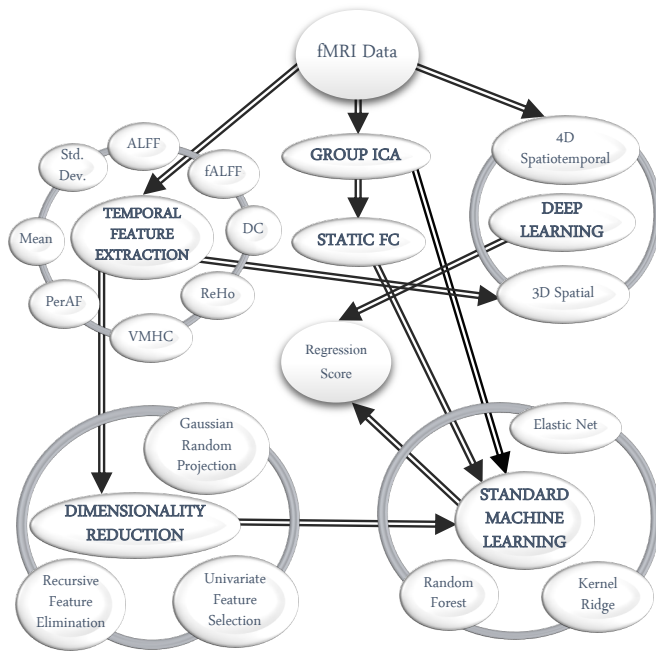 fMRI Data
ALFF
Std.
Dev.
fALFF
Mean
TEMPORAL
FEATURE
EXTRACTION
DC
PerAF
ReHo
VMHC
GROUP ICA
STATIC FC
4D
Spatiotemporal
DEEP
LEARNING
3D Spatial
Regression
Score
Gaussian
Random
Projection
DIMENSIONALITY
REDUCTION
Recursive
Feature
Elimination
Univariate
Feature
Selection
Elastic Net
STANDARD
MACHINE
LEARNING
Random
Forest
Kernel
Ridge